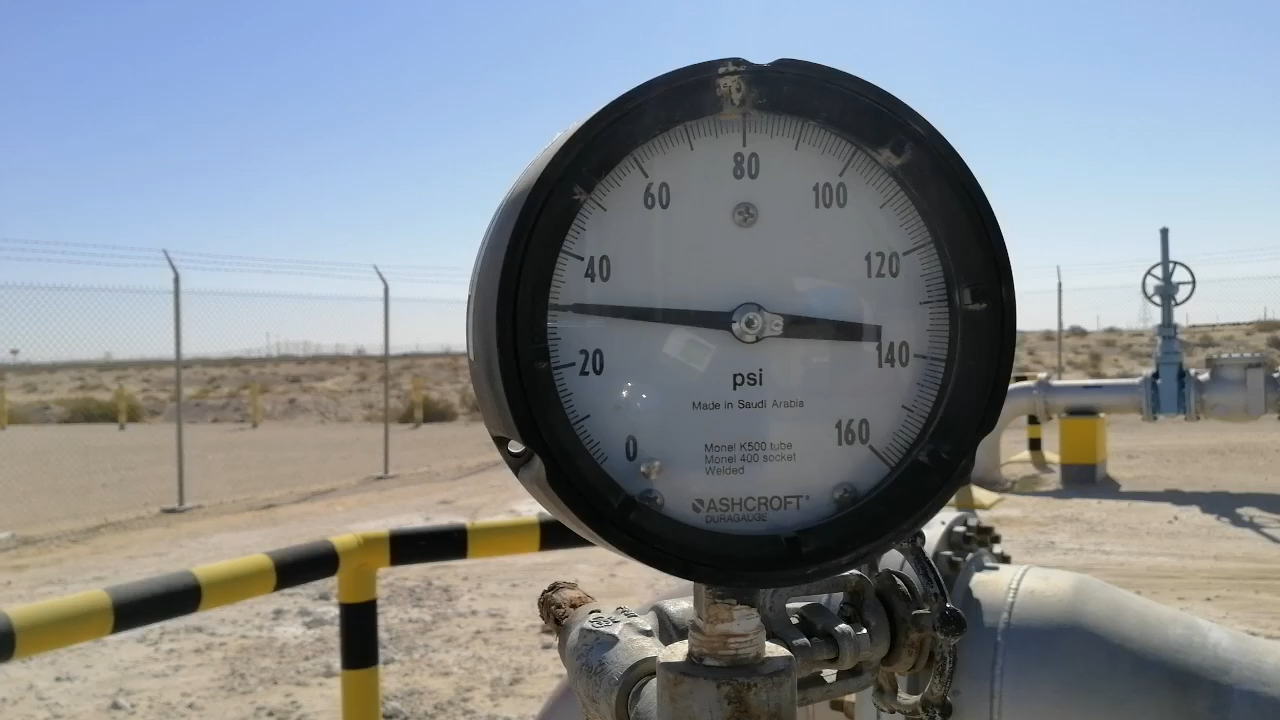 80
60
100
40
120
20
140
psi
Made in Saudi Arabia
0
160
Monel K500 tube
Monel 400 socket
Welded
ASHCROFT®
DURAGAUGE